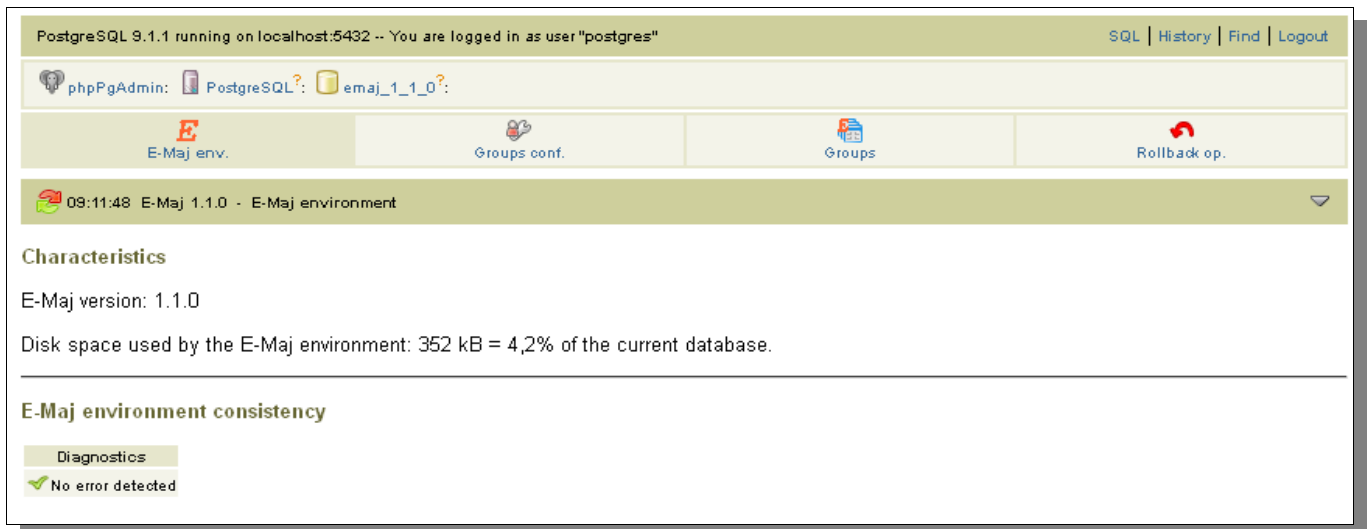 PostgreSQL 9.1.1 running on localhost:5432 -- You are logged in as user "postgres"
SQL | History | Find | Logout
phpPgAdmin: PostgreSQL?: emaj_1_1_0?:
E-Maj env.
Groups conf.
Groups
Rollback op.
09:11:48 E-Maj 1.1.0 - E-Maj environment
Characteristics
E-Maj version: 1.1.0
Disk space used by the E-Maj environment: 352 kB = 4,2% of the current database.
E-Maj environment consistency
Diagnostics
No error detected